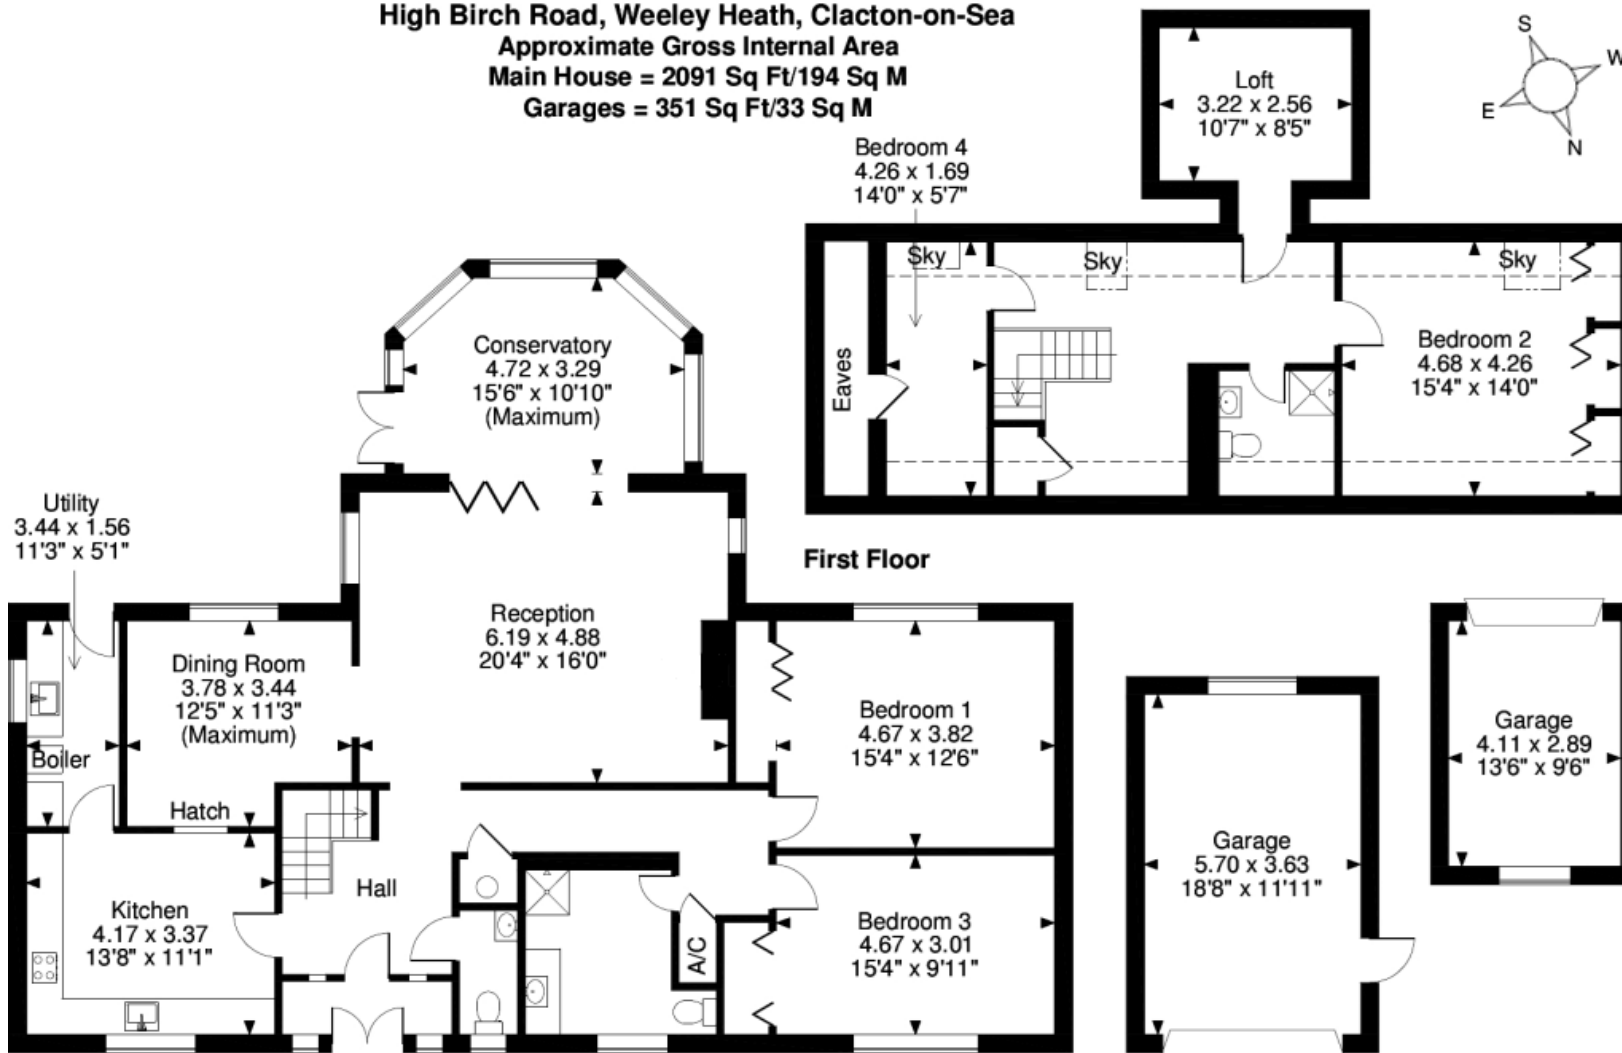 High Birch Road, Weeley Heath, Clacton-on-Sea
Approximate Gross Internal Area
Main House = 2091 Sq Ft/194 Sq M
Garages = 351 Sq Ft/33 Sq M
S
W
E
N
Loft
3.22 x 2.56
10'7" x 8'5"
Bedroom 4
4.26 x 1.69
14'0" x 5'7"
Sky
Sky
Sky
Eaves
Bedroom 2
4.68 x 4.26
15'4" x 14'0"
First Floor
Conservatory
4.72 x 3.29
15'6" x 10'10"
(Maximum)
Utility
3.44 x 1.56
11'3" x 5'1"
Reception
6.19 x 4.88
20'4" x 16'0"
Dining Room
3.78 x 3.44
12'5" x 11'3"
(Maximum)
Boiler
Hatch
Bedroom 1
4.67 x 3.82
15'4" x 12'6"
Kitchen
4.17 x 3.37
13'8" x 11'1"
Hall
A/C
Bedroom 3
4.67 x 3.01
15'4" x 9'11"
Garage
5.70 x 3.63
18'8" x 11'11"
Garage
4.11 x 2.89
13'6" x 9'6"